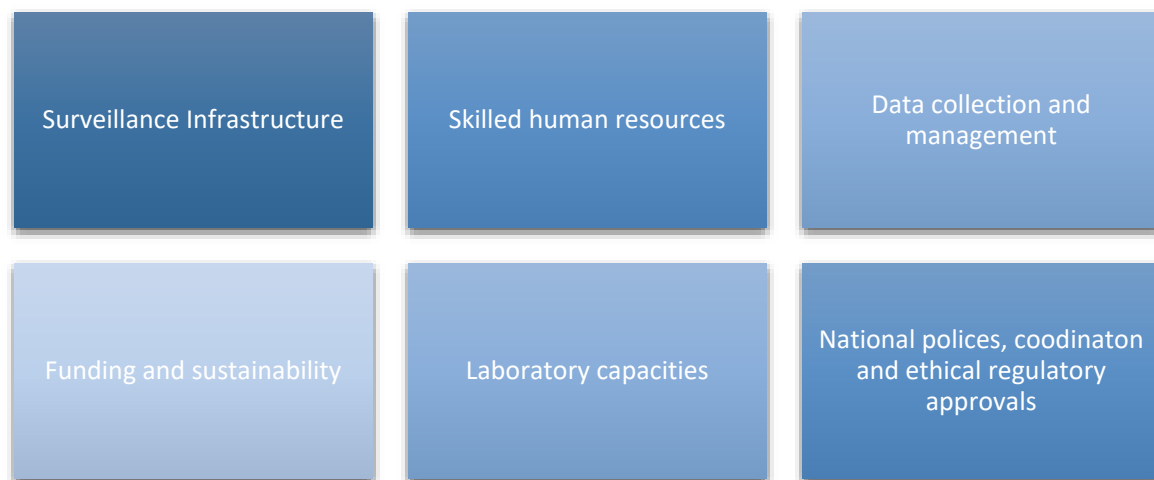 Surveillance Infrastructure
Skilled human resources
Data collection and
management
Funding and sustainability
Laboratory capacities
National polices, coodinaton
and ethical regulatory
approvals